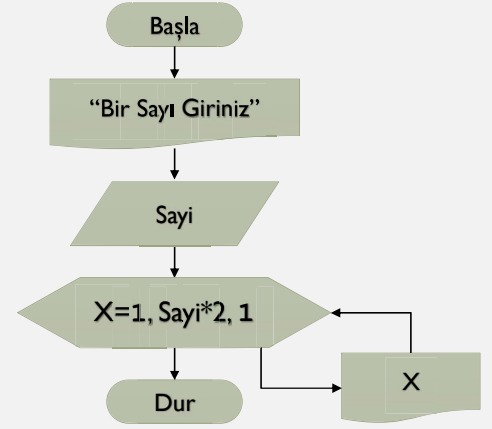 Başla
“Bir Sayı Giriniz”
Sayi
X=1, Sayi*2, 1
X
Dur